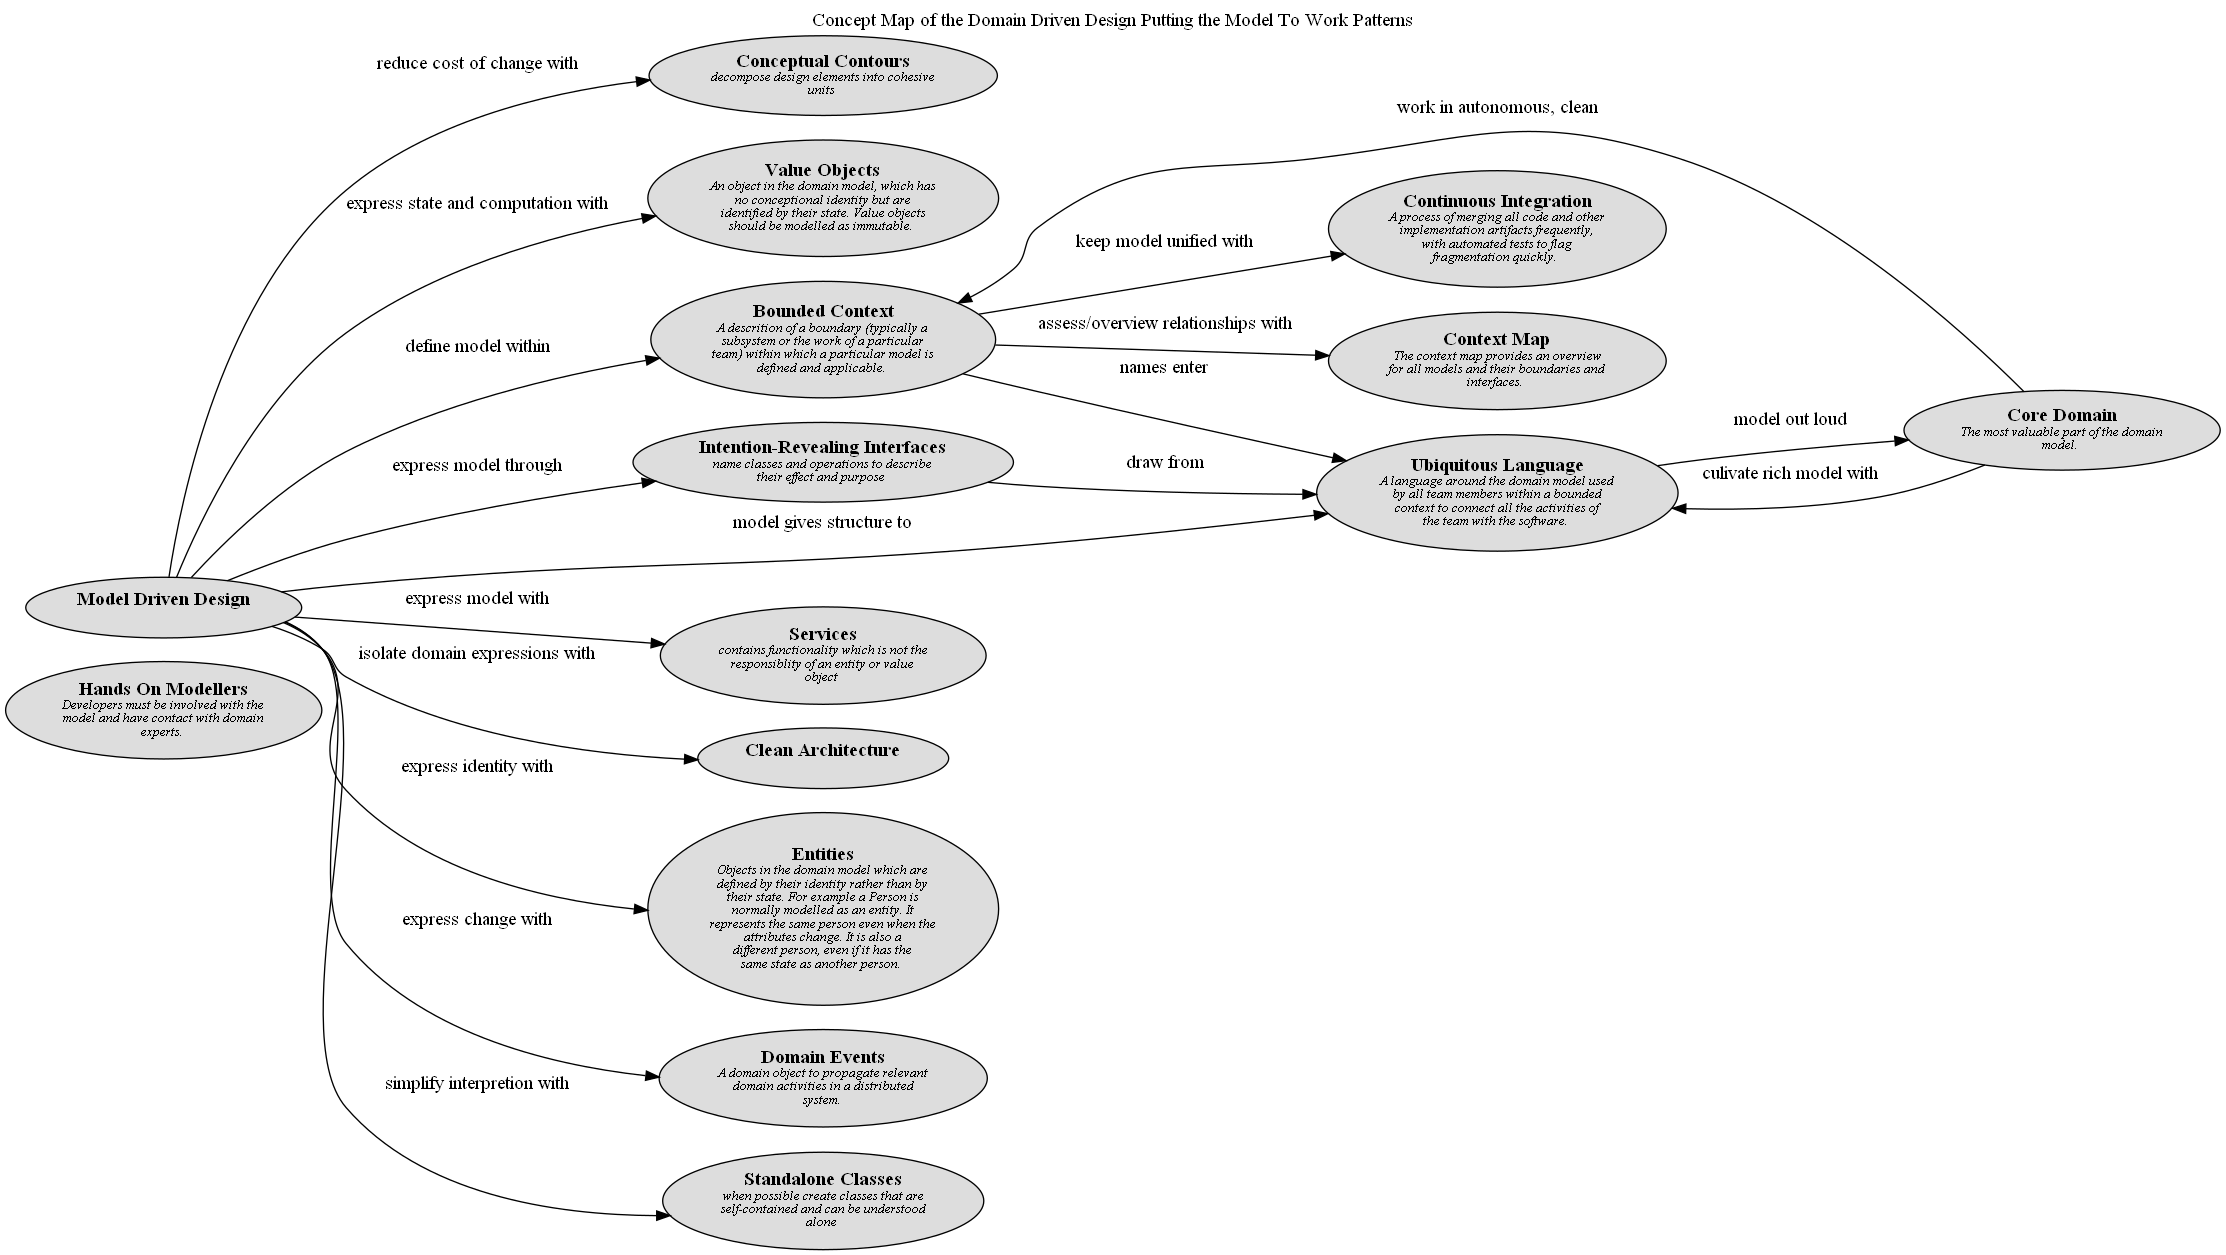 Concept Map of the Domain Driven Design Putting the Model To Work Patterns
reduce cost of change with
Conceptual Contours
decompose design elements into cohesive
units
work in autonomous, clean
express state and computation with
Value Objects
An object in the domain model, which has
no conceptional identity but are
identified by their state. Value objects
should be modelled as immutable.
Continuous Integration
A process of merging all code and other
implementation artifacts frequently,
with automated tests to flag
fragmentation quickly.
keep model unified with
define model within
Bounded Context
A descrition of a boundary (typically a
subsystem or the work of a particular
team) within which a particular model is
defined and applicable.
assess/overview relationships with
Context Map
The context map provides an overview
for all models and their boundaries and
interfaces.
names enter
Core Domain
The most valuable part of the domain
model.
model out loud
express model through
Intention-Revealing Interfaces
name classes and operations to describe
their effect and purpose
draw from
Ubiquitous Language
A language around the domain model used
by all team members within a bounded
context to connect all the activities of
the team with the software.
culivate rich model with
model gives structure to
Model Driven Design
express model with
Services
contains functionality which is not the
responsiblity of an entity or value
object
isolate domain expressions with
Hands On Modellers
Developers must be involved with the
model and have contact with domain
experts.
Clean Architecture
express identity with
Entities
Objects in the domain model which are
defined by their identity rather than by
their state. For example a Person is
normally modelled as an entity. It
represents the same person even when the
attributes change. It is also a
different person, even if it has the
same state as another person.
express change with
Domain Events
A domain object to propagate relevant
domain activities in a distributed
system.
simplify interpretion with
Standalone Classes
when possible create classes that are
self-contained and can be understood
alone